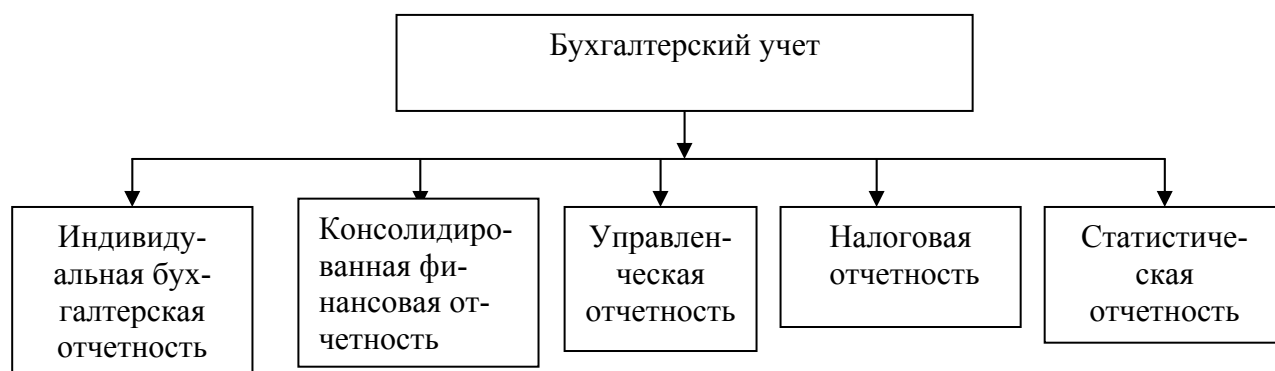 Бухгалтерский учет
Индивиду-
альная бух-
галтерская
отчетность
Консолидиро-
ванная фи-
нансовая от-
четность
Управлен-
ческая
отчетность
Налоговая
отчетность
Статистиче-
ская
отчетность